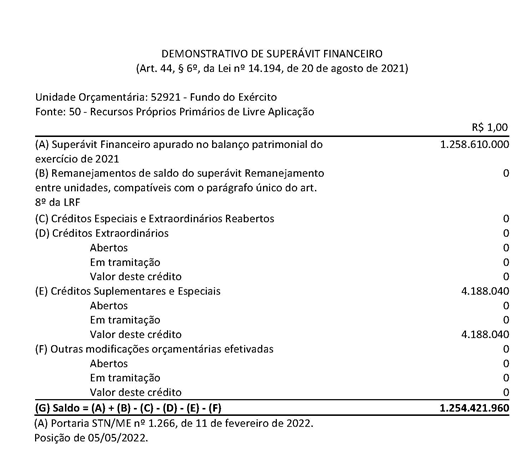 DEMONSTRATIVO DE SUPERÁVIT FINANCEIRO
(Art. 44, § 6º, da Lei nº 14.194, de 20 de agosto de 2021)
Unidade Orçamentária: 52921 - Fundo do Exército
Fonte: 50 - Recursos Próprios Primários de Livre Aplicação
R$ 1,00
(A) Superávit Financeiro apurado no balanço patrimonial do 1.258.610.000
exercício de 2021
(B) Remanejamentos de saldo do superávit Remanejamento 0
entre unidades, compatíveis com o parágrafo único do art.
8º da LRF
(C) Créditos Especiais e Extraordinários Reabertos 0
(D) Créditos Extraordinários 0
Abertos 0
Em tramitação 0
Valor deste crédito 0
(E) Créditos Suplementares e Especiais 4.188.040
Abertos 0
Em tramitação 0
Valor deste crédito 4.188.040
(F) Outras modificações orçamentárias efetivadas 0
Abertos 0
Em tramitação 0
Valor deste crédito 0
(G) Saldo = (A) + (B) - (C) - (D) - (E) - (F) 1.254.421.960
(A) Portaria STN/ME nº 1.266, de 11 de fevereiro de 2022.
Posição de 05/05/2022.